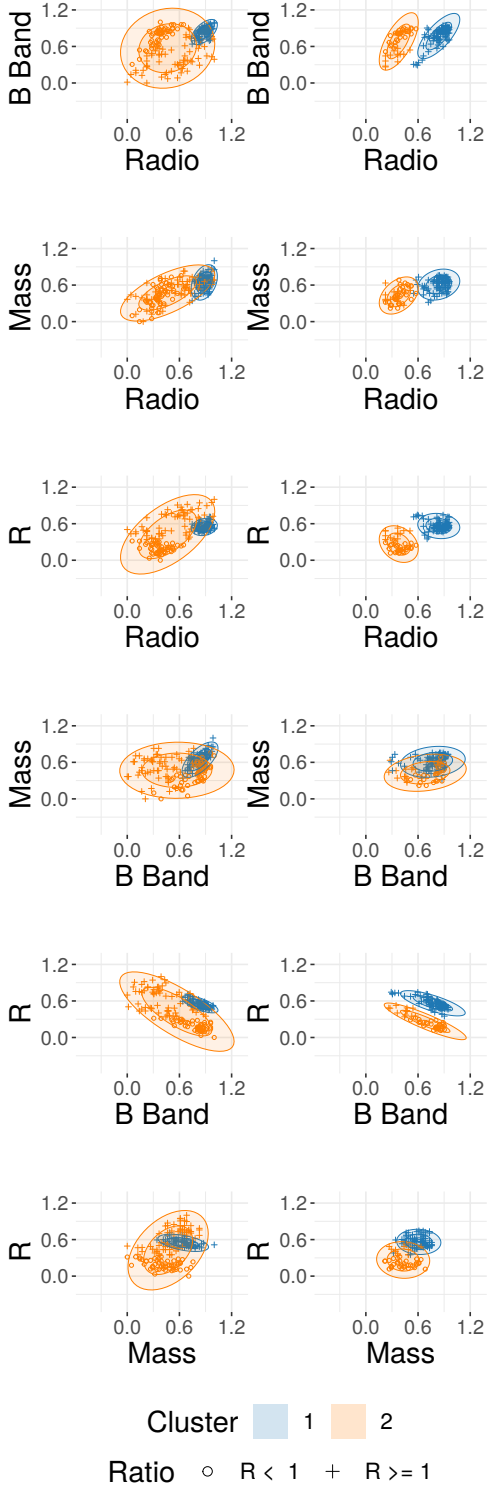 1.2 1.2
B Band 0.6 B Band 0.6
0.0 0.0
0.0 0.6 1.2 0.0 0.6 1.2
Radio Radio
1.2 1.2
Mass 0.6 Mass 0.6
0.0 0.0
0.0 0.6 1.2 0.0 0.6 1.2
Radio Radio
1.2 1.2
R 0.6 R 0.6
0.0 0.0
0.0 0.6 1.2 0.0 0.6 1.2
Radio Radio
1.2 1.2
Mass 0.6 Mass 0.6
0.0 0.0
0.0 0.6 1.2 0.0 0.6 1.2
B Band B Band
1.2 1.2
R 0.6 R 0.6
0.0 0.0
0.0 0.6 1.2 0.0 0.6 1.2
B Band B Band
1.2 1.2
R 0.6 R 0.6
0.0 0.0
0.0 0.6 1.2 0.0 0.6 1.2
Mass Mass
Cluster 1 2
Ratio R < 1 R >= 1